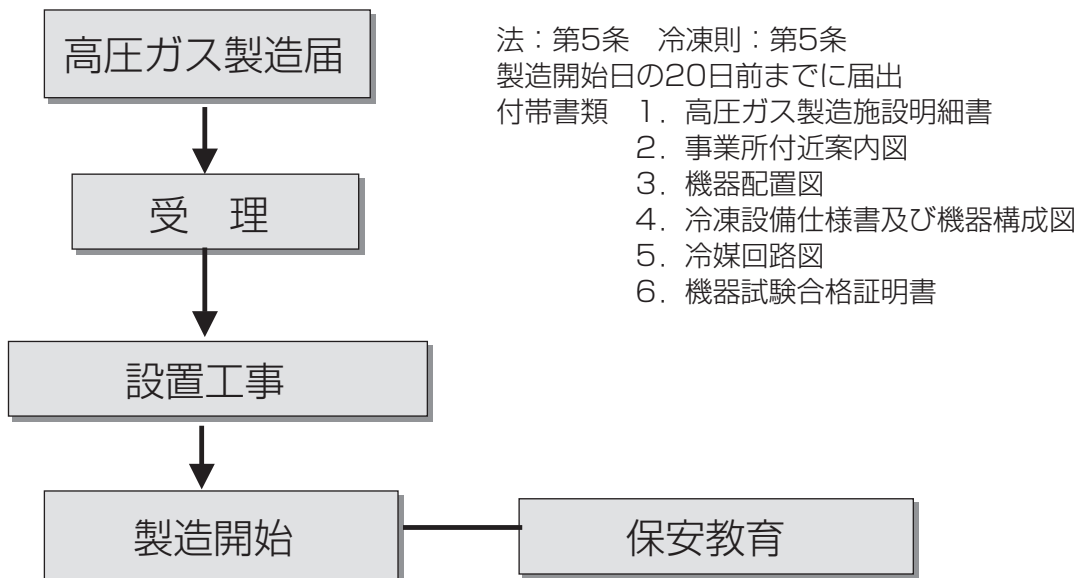 高圧ガス製造届
法：第5条　冷凍則：第5条
製造開始日の20日前までに届出
付帯書類　1．高圧ガス製造施設明細書
2．事業所付近案内図
3．機器配置図
4．冷凍設備仕様書及び機器構成図
5．冷媒回路図
6．機器試験合格証明書
受　理
設置工事
製造開始
保安教育